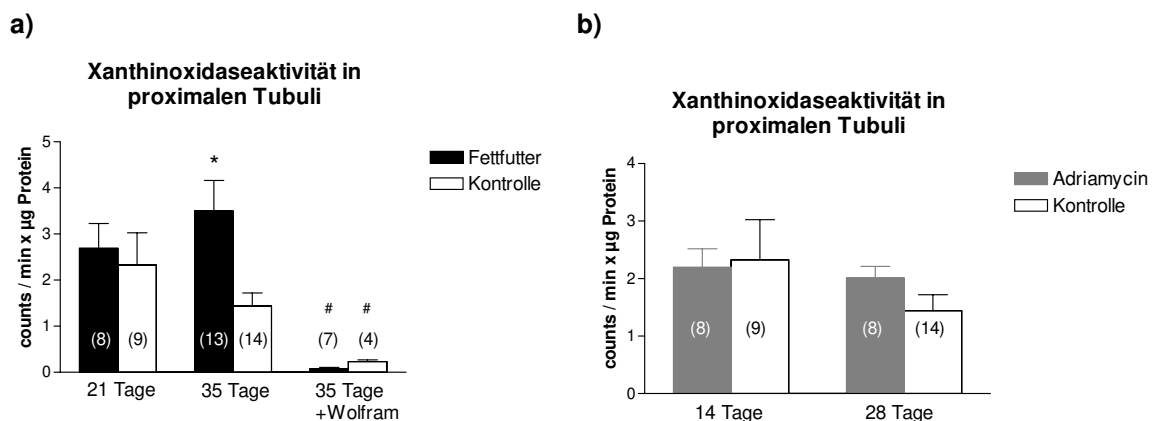 a)
Xanthinoxidaseaktivität in
proximalen Tubuli
counts / min x µg Protein
5
4
3
2
1
0
*
# #
(8) (9) (13) (14) (7) (4)
21 Tage 35 Tage 35 Tage
+Wolfram
Fettfutter
Kontrolle
b)
Xanthinoxidaseaktivität in
proximalen Tubuli
counts / min x µg Protein
4
3
2
1
0
(8) (9) (8) (14)
14 Tage 28 Tage
Adriamycin
Kontrolle